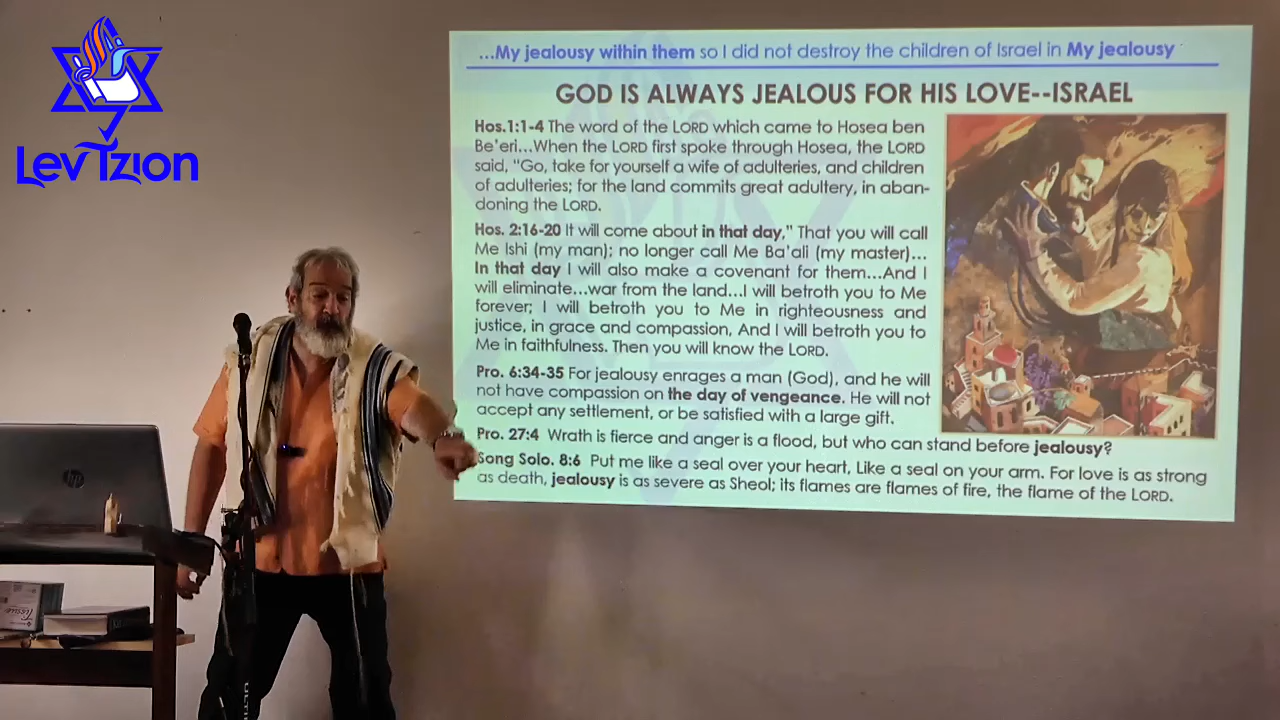 Lev Tzion
...My jealousy within them so I did not destroy the children of Israel in My jealousy
GOD IS ALWAYS JEALOUS FOR HIS LOVE--ISRAEL
Hos.1:1-4 The word of the LORD which came to Hosea ben
Be'eri...When the LORD first spoke through Hosea, the LORD
said, "Go, take for yourself a wife of adulteries, and children
of adulteries; for the land commits great adultery, in aban-
doning the LORD.
Hos. 2:16-20 It will come about in that day," That you will call
Me Ishi (my man); no longer call Me Ba'ali (my master)...
In that day I will also make a covenant for them...And I
will eliminate...war from the land...I will betroth you to Me
forever; I will betroth you to Me in righteousness and
justice, in grace and compassion, And I will betroth you to
Me in faithfulness. Then you will know the LORD.
Pro. 6:34-35 For jealousy enrages a man (God), and he will
not have compassion on the day of vengeance. He will not
accept any settlement, or be satisfied with a large gift.
Pro. 27:4 Wrath is fierce and anger is a flood, but who can stand before jealousy?
Song Solo. 8:6 Put me like a seal over your heart, Like a seal on your arm. For love is as strong
as death, jealousy is as severe as Sheol; its flames are flames of fire, the flame of the LORD.
hp